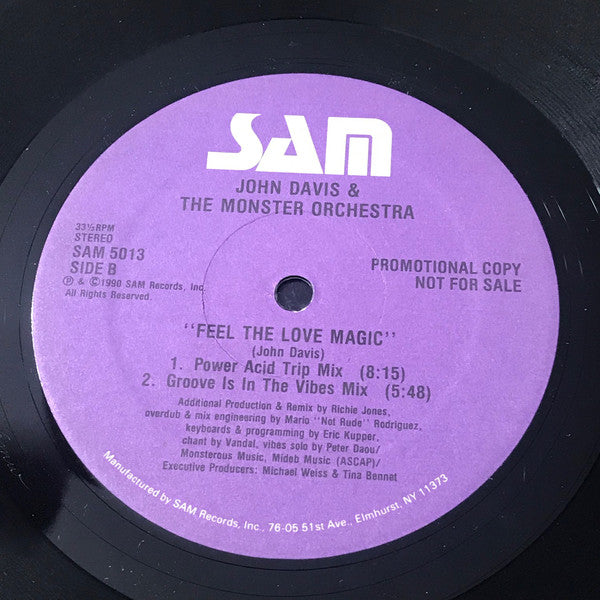 SAM
JOHN DAVIS &
THE MONSTER ORCHESTRA
33⅓RPM
STEREO
SAM 5013
SIDE B
℗ & ©1990 SAM Records, Inc.
All Rights Reserved.
PROMOTIONAL COPY
NOT FOR SALE
"FEEL THE LOVE MAGIC"
(John Davis)
1. Power Acid Trip Mix (8:15)
2. Groove Is In The Vibes Mix (5:48)
Additional Production & Remix by Richie Jones,
overdub & mix engineering by Mario "Not Rude" Rodriguez,
keyboards & programming by Eric Kupper,
chant by Vandal, vibes solo by Peter Daou/
Monsterous Music, Mideb Music (ASCAP)/
Executive Producers: Michael Weiss & Tina Bennet
Manufactured by SAM Records, Inc., 76-05 51st Ave., Elmhurst, NY 11373